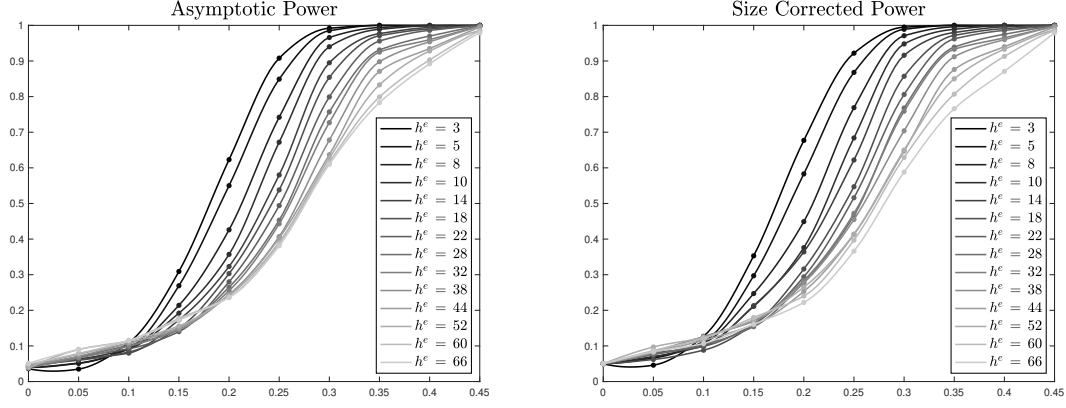 Asymptotic Power
1
0.9
0.8
0.7
0.6
0.5
0.4
0.3
0.2
0.1
0
0 0.05 0.1 0.15 0.2 0.25 0.3 0.35 0.4 0.45
h^e = 3
h^e = 5
h^e = 8
h^e = 10
h^e = 14
h^e = 18
h^e = 22
h^e = 28
h^e = 32
h^e = 38
h^e = 44
h^e = 52
h^e = 60
h^e = 66
Size Corrected Power
1
0.9
0.8
0.7
0.6
0.5
0.4
0.3
0.2
0.1
0
0 0.05 0.1 0.15 0.2 0.25 0.3 0.35 0.4 0.45
h^e = 3
h^e = 5
h^e = 8
h^e = 10
h^e = 14
h^e = 18
h^e = 22
h^e = 28
h^e = 32
h^e = 38
h^e = 44
h^e = 52
h^e = 60
h^e = 66